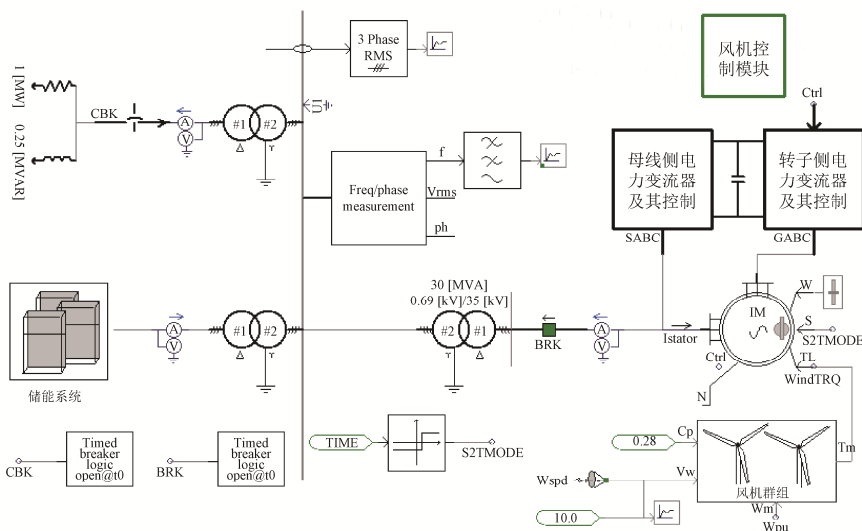 3 Phase
RMS
风机控
制模块
Ctrl
1 [MW]
0.25 [MVAR]
CBK
A
V
#1
#2
Δ
Υ
U1
f
Vrms
ph
Freq/phase
measurement
母线侧电
力变流器
及其控制
转子侧电
力变流器
及其控制
SABC
GABC
30 [MVA]
0.69 [kV]/35 [kV]
A
V
#1
#2
Δ
Υ
#2
#1
Υ
Δ
BRK
A
V
Istator
IM
W
S
S2TMODE
TL
WindTRQ
Ctrl
N
储能系统
CBK
Timed
breaker
logic
open@t0
BRK
Timed
breaker
logic
open@t0
TIME
S2TMODE
0.28
Cp
Tm
Wspd
Vw
风机群组
10.0
Wm
Wpu